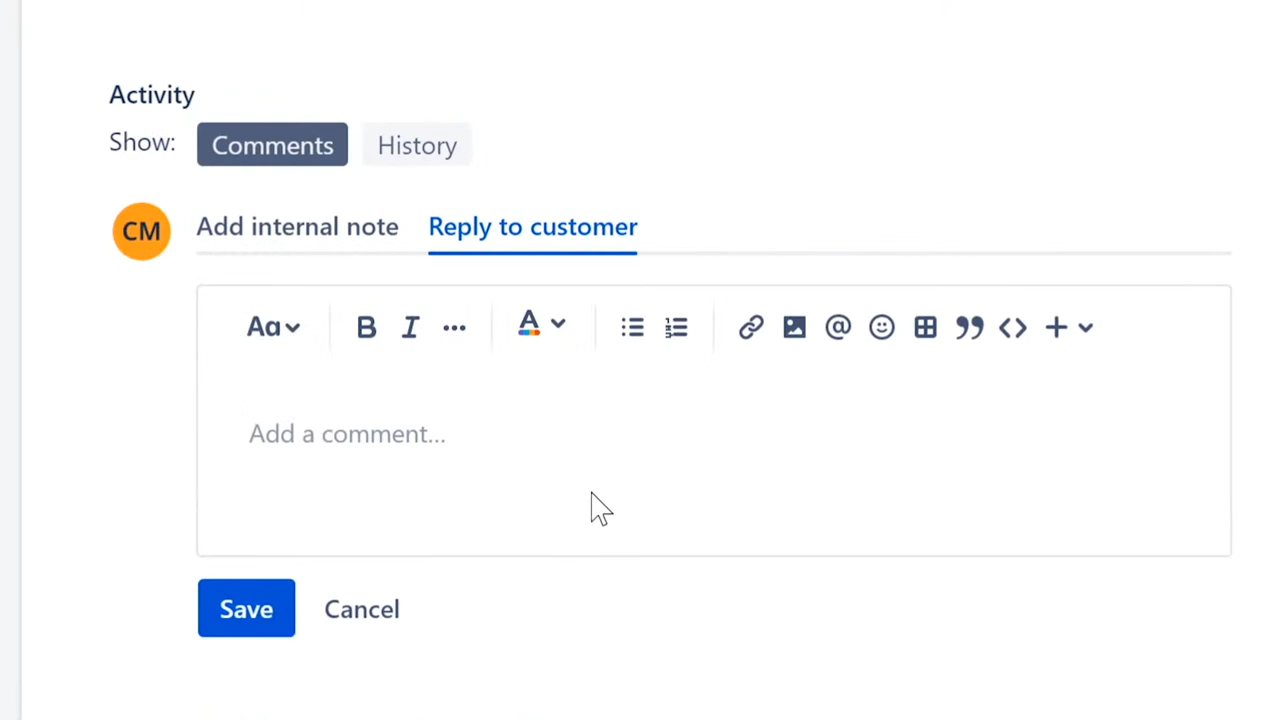 Activity
Show: Comments History
CM Add internal note Reply to customer
Aa B I ... A @
Add a comment...
Save Cancel